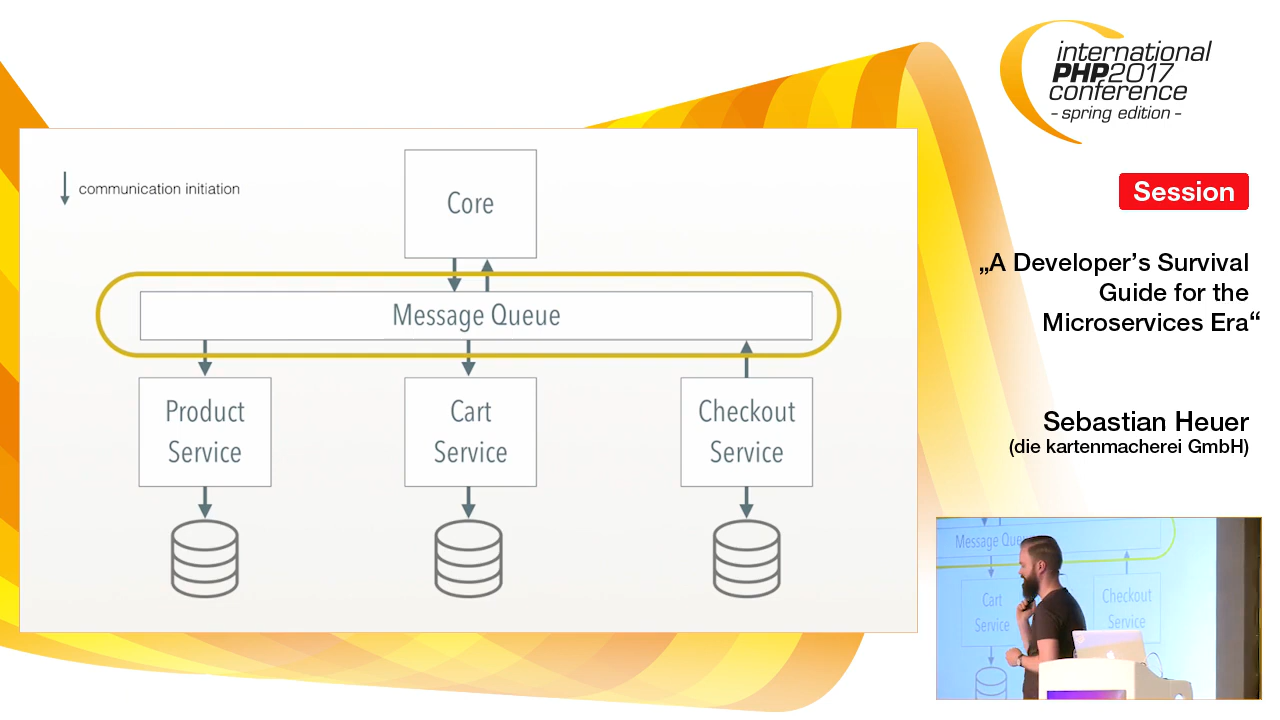 international
PHP2017
conference
- spring edition -
communication initiation
Core
Message Queue
Product
Service
Cart
Service
Checkout
Service
Session
„A Developer’s Survival
Guide for the
Microservices Era“
Sebastian Heuer
(die kartenmacherei GmbH)
Message Queue
Cart
Service
Checkout
Service